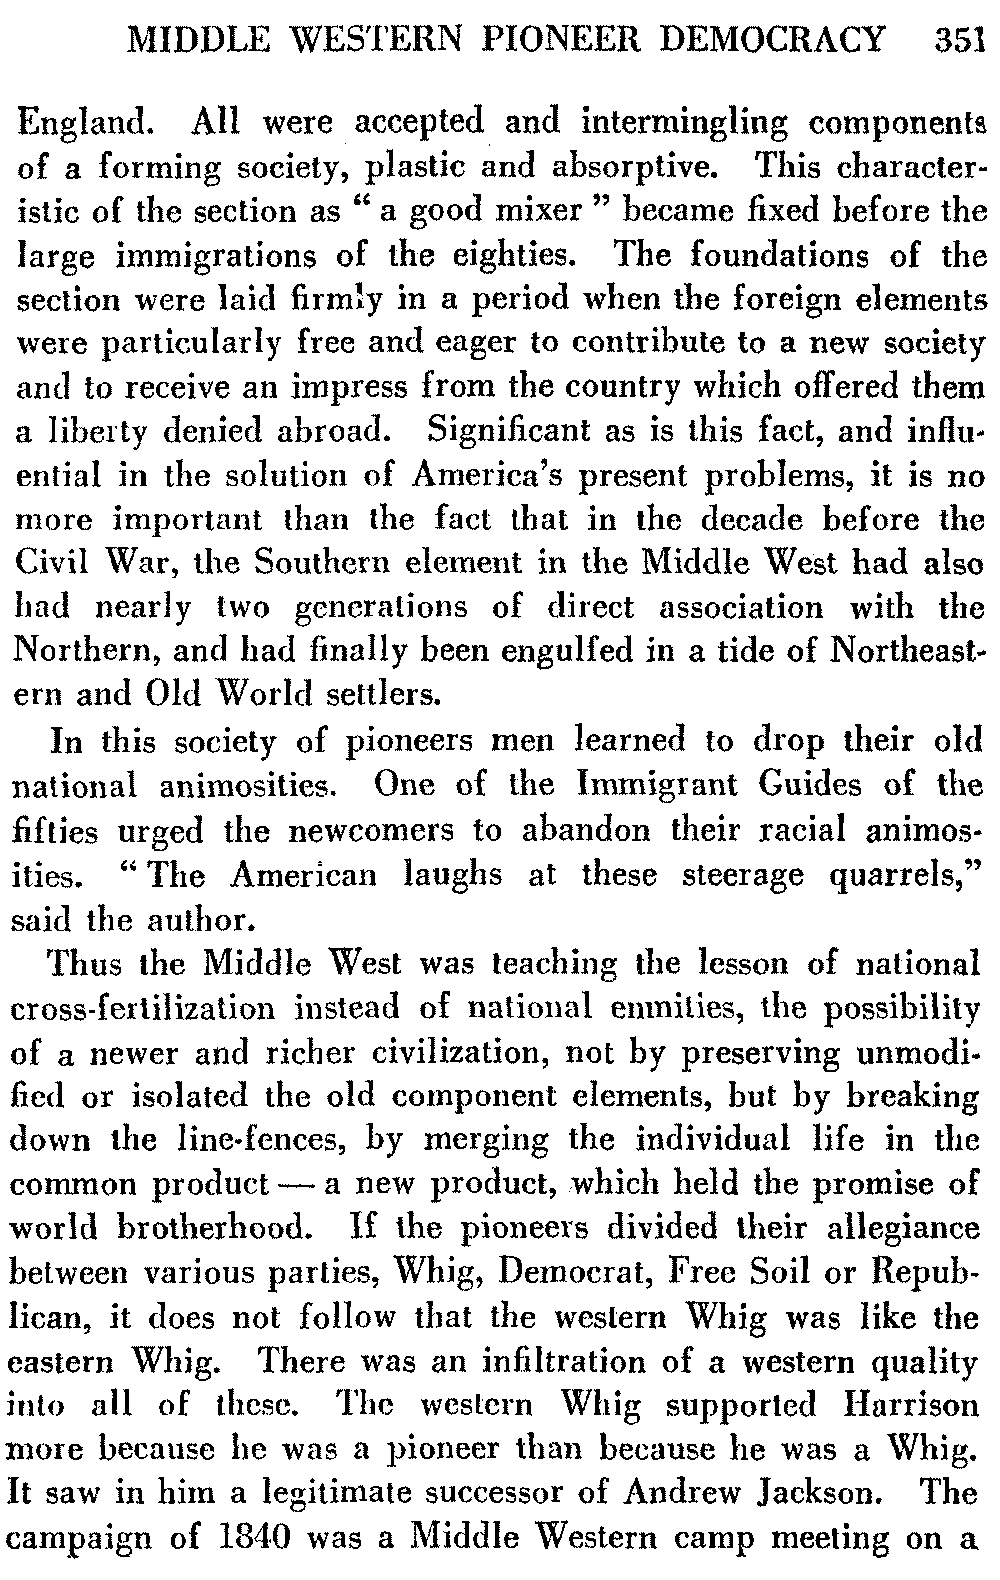 MIDDLE WESTERN PIONEER DEMOCRACY 351
England. All were accepted and intermingling components
of a forming society, plastic and absorptive. This character-
istic of the section as “ a good mixer ” became fixed before the
large immigrations of the eighties. The foundations of the
section were laid firmly in a period when the foreign elements
were particularly free and eager to contribute to a new society
and to receive an impress from the country which offered them
a liberty denied abroad. Significant as is this fact, and influ-
ential in the solution of America’s present problems, it is no
more important than the fact that in the decade before the
Civil War, the Southern element in the Middle West had also
had nearly two generations of direct association with the
Northern, and had finally been engulfed in a tide of Northeast-
ern and Old World settlers.
In this society of pioneers men learned to drop their old
national animosities. One of the Immigrant Guides of the
fifties urged the newcomers to abandon their racial animos-
ities. “ The American laughs at these steerage quarrels,”
said the author.
Thus the Middle West was teaching the lesson of national
cross-fertilization instead of national enmities, the possibility
of a newer and richer civilization, not by preserving unmodi-
fied or isolated the old component elements, but by breaking
down the line-fences, by merging the individual life in the
common product — a new product, which held the promise of
world brotherhood. If the pioneers divided their allegiance
between various parties, Whig, Democrat, Free Soil or Repub-
lican, it does not follow that the western Whig was like the
eastern Whig. There was an infiltration of a western quality
into all of these. The western Whig supported Harrison
more because he was a pioneer than because he was a Whig.
It saw in him a legitimate successor of Andrew Jackson. The
campaign of 1840 was a Middle Western camp meeting on a